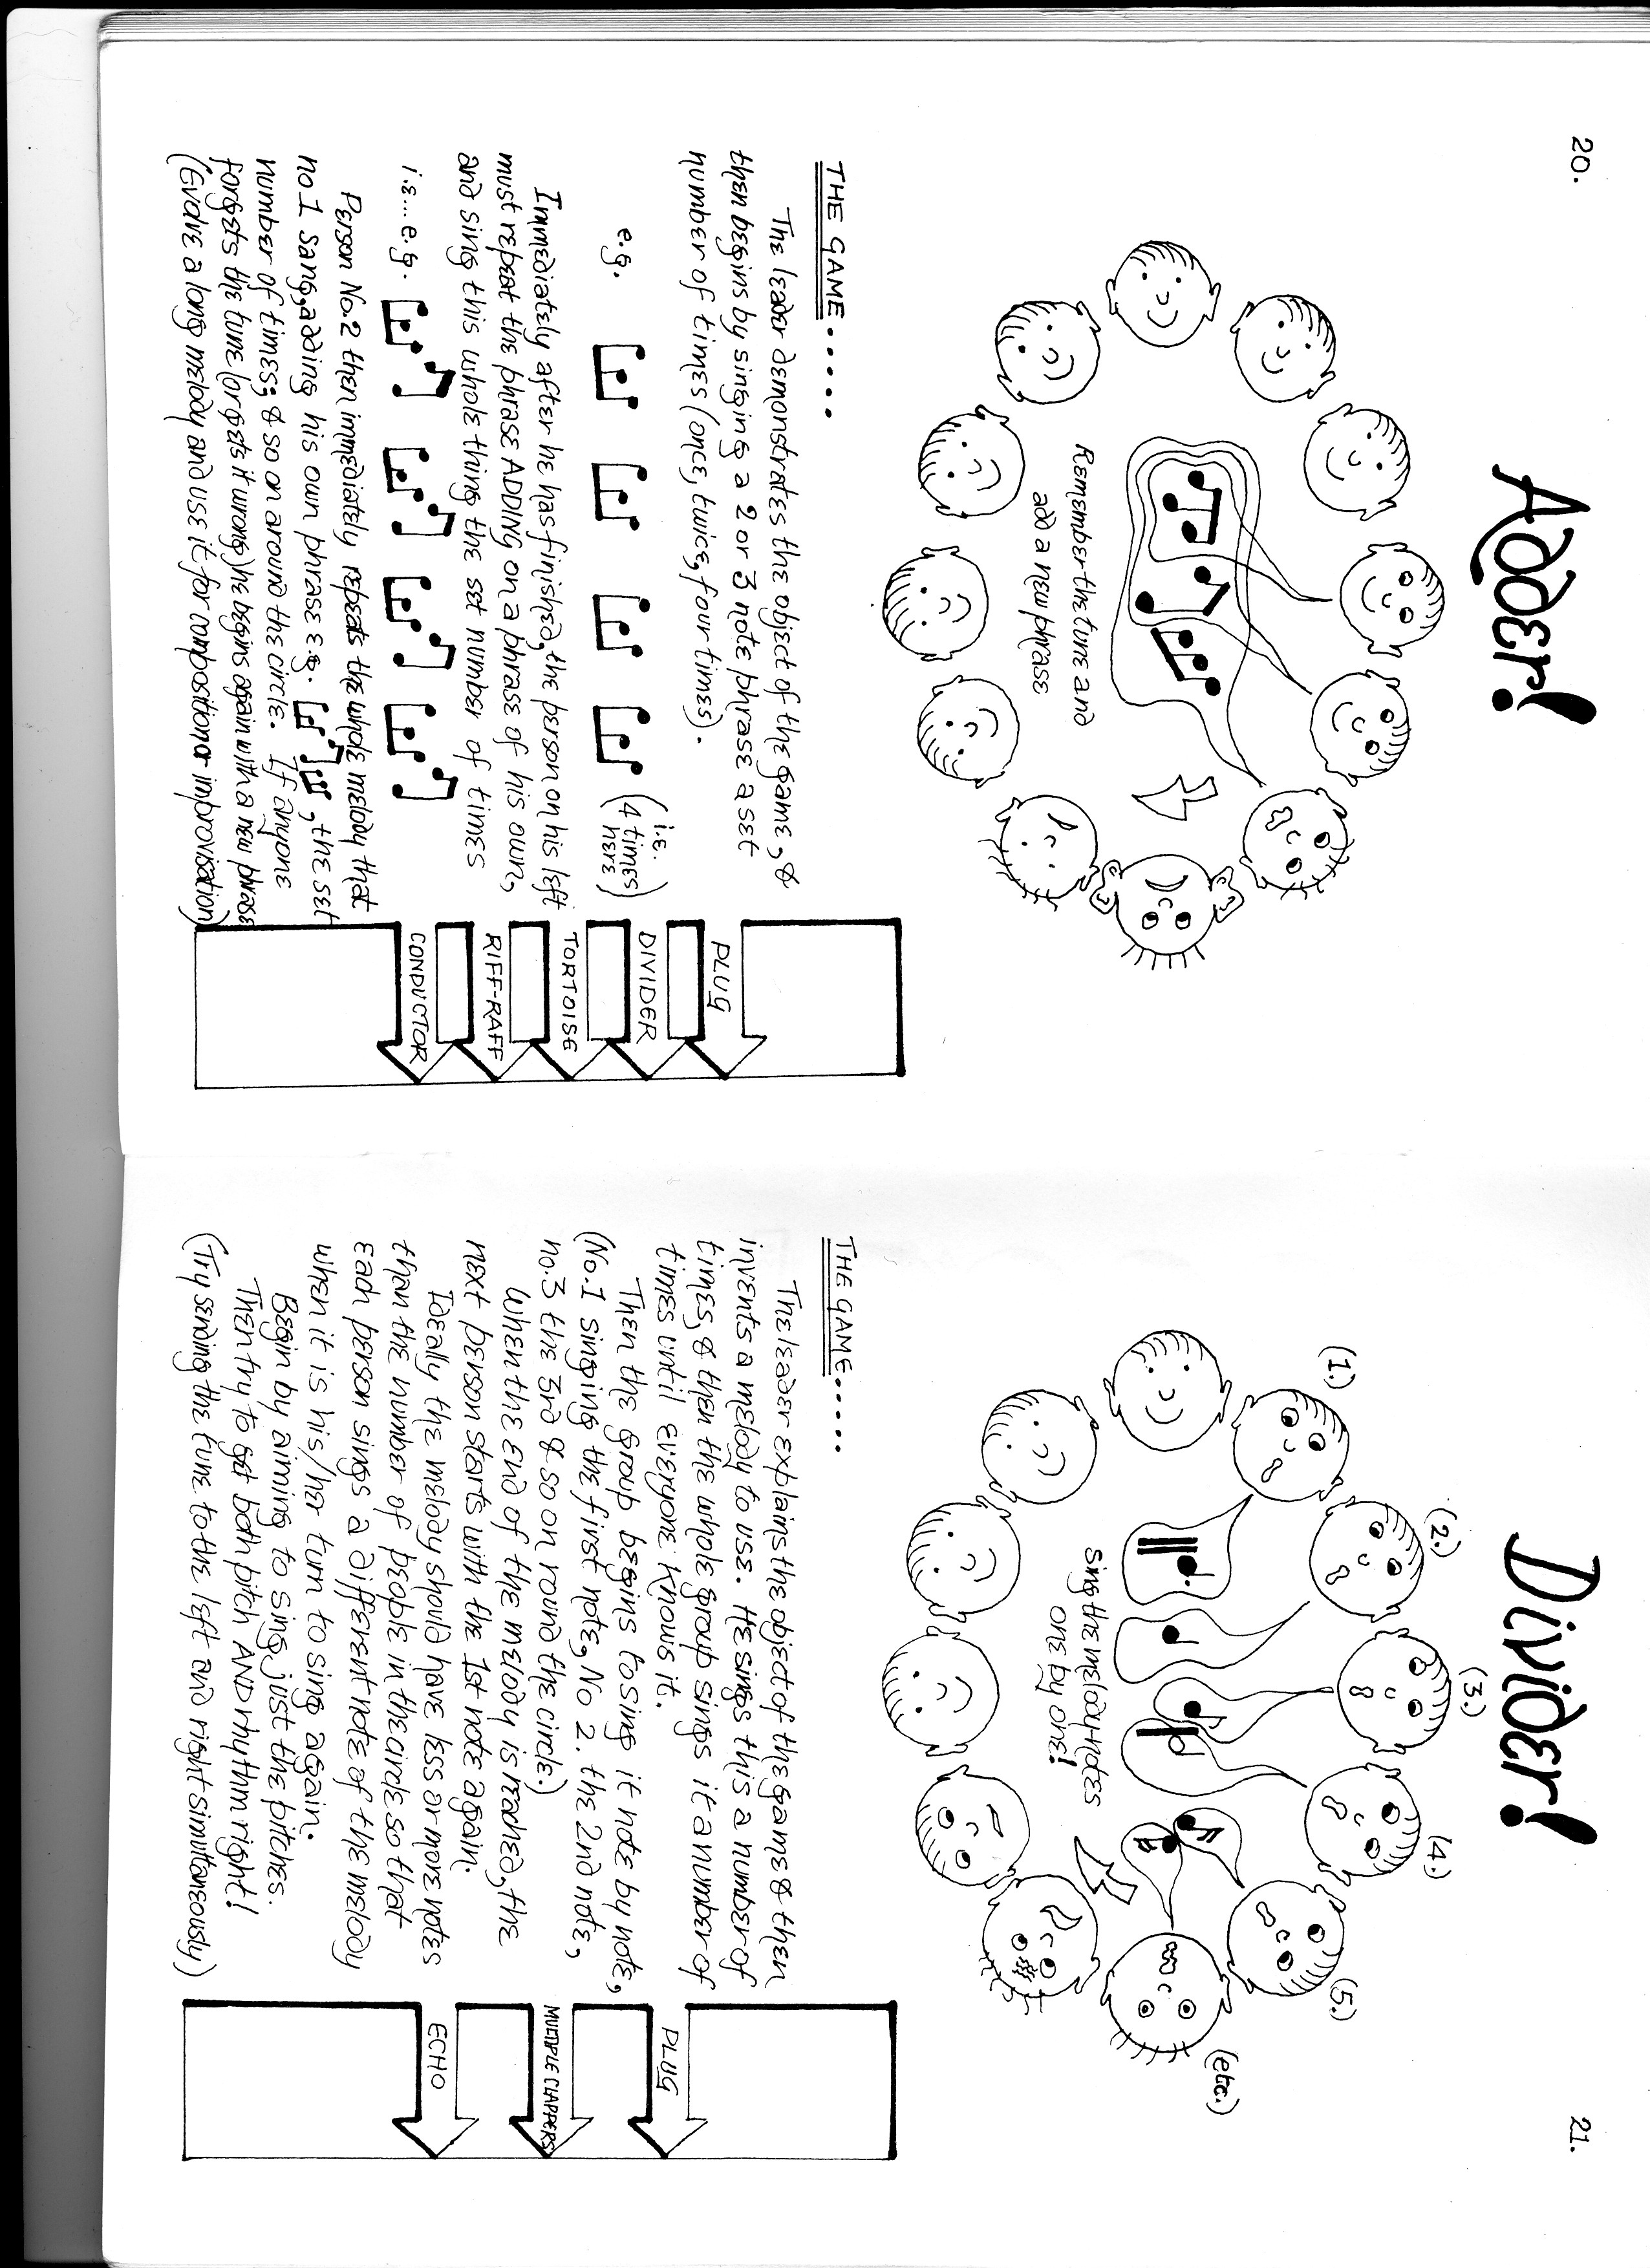 20.
Adder!
Remember the tune and
add a new phrase
THE GAME.....
The leader demonstrates the object of the game, &
then begins by singing a 2 or 3 note phrase a set
number of times (once, twice, four times).
e.g.
(i.e.
4 times
here)
Immediately after he has finished, the person on his left
must repeat the phrase ADDING on a phrase of his own,
and sing this whole thing the set number of times
i.e... e.g.
Person No.2 then immediately repeats the whole melody that
no.1 sang, adding his own phrase e.g. , the set
number of times; & so on around the circle. If anyone
forgets the tune (or gets it wrong) he begins again with a new phrase
(Evolve a long melody and use it for composition or improvisation)
PLUG
DIVIDER
TORTOISE
RIFF-RAFF
CONDUCTOR
21.
Divider!
(1.)
(2.)
(3.)
(4.)
(5.)
(etc.)
Sing the melody notes
one by one!
THE GAME.....
The leader explains the object of the game & then
invents a melody to use. He sings this a number of
times, & then the whole group sings it a number of
times until everyone knows it.
Then the group begins to sing it note by note,
(No.1 singing the first note, No 2. the 2nd note,
no.3 the 3rd & so on round the circle.)
When the end of the melody is reached, the
next person starts with the 1st note again.
Ideally the melody should have less or more notes
than the number of people in the circle so that
each person sings a different note of the melody
when it is his/her turn to sing again.
Begin by aiming to sing just the pitches.
Then try to get both pitch AND rhythm right!
(Try sending the tune to the left and right simultaneously)
PLUG
MULTIPLE CLAPPERS
ECHO